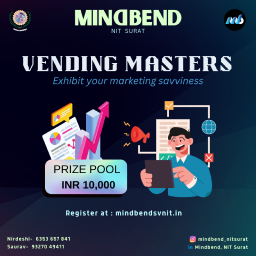 MINDBEND
NIT SURAT
VENDING MASTERS
Exhibit your marketing savviness
PRIZE POOL
INR 10,000
Register at : mindbendsvnit.in
Nirdeshi- 6353 687 841
Saurav- 93270 49411
mindbend_nitsurat
Mindbend, NIT Surat